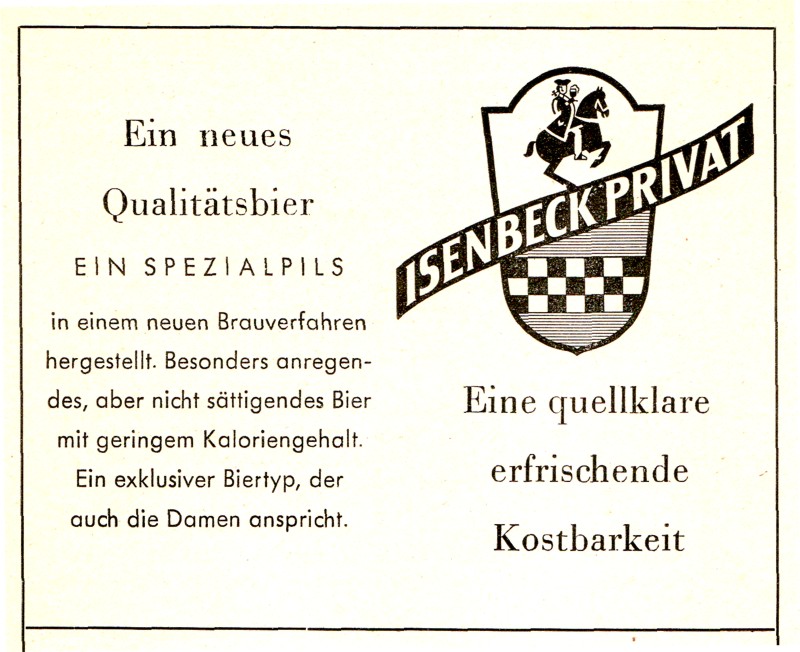 Ein neues
Qualitätsbier
EIN SPEZIALPILS
in einem neuen Brauverfahren
hergestellt. Besonders anregen-
des, aber nicht sättigendes Bier
mit geringem Kaloriengehalt.
Ein exklusiver Biertyp, der
auch die Damen anspricht.
ISENBECK PRIVAT
Eine quellklare
erfrischende
Kostbarkeit